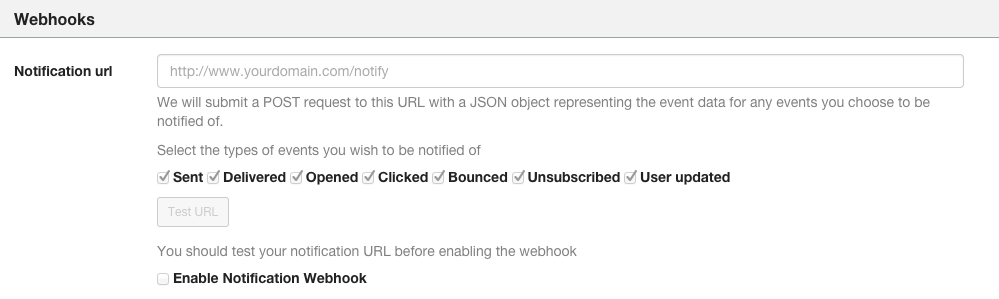 Webhooks
Notification url
http://www.yourdomain.com/notify
We will submit a POST request to this URL with a JSON object representing the event data for any events you choose to be
notified of.
Select the types of events you wish to be notified of
Sent Delivered Opened Clicked Bounced Unsubscribed User updated
Test URL
You should test your notification URL before enabling the webhook
Enable Notification Webhook